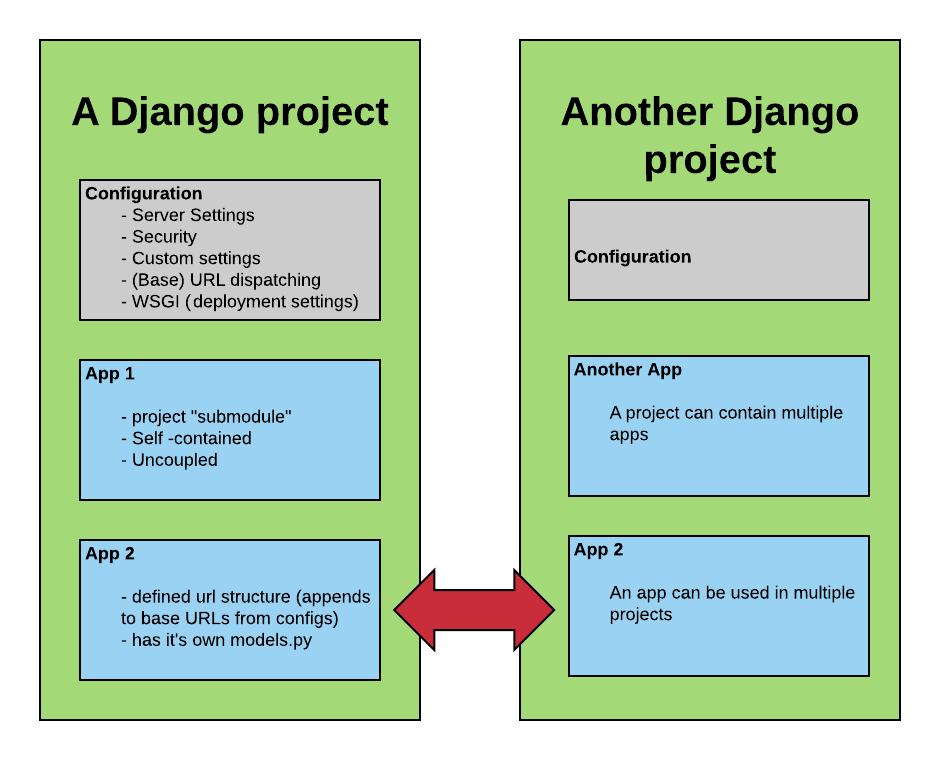 A Django project
Configuration
- Server Settings
- Security
- Custom settings
- (Base) URL dispatching
- WSGI (deployment settings)
App 1
- project "submodule"
- Self -contained
- Uncoupled
App 2
- defined url structure (appends
to base URLs from configs)
- has it's own models.py
Another Django
project
Configuration
Another App
A project can contain multiple
apps
App 2
An app can be used in multiple
projects